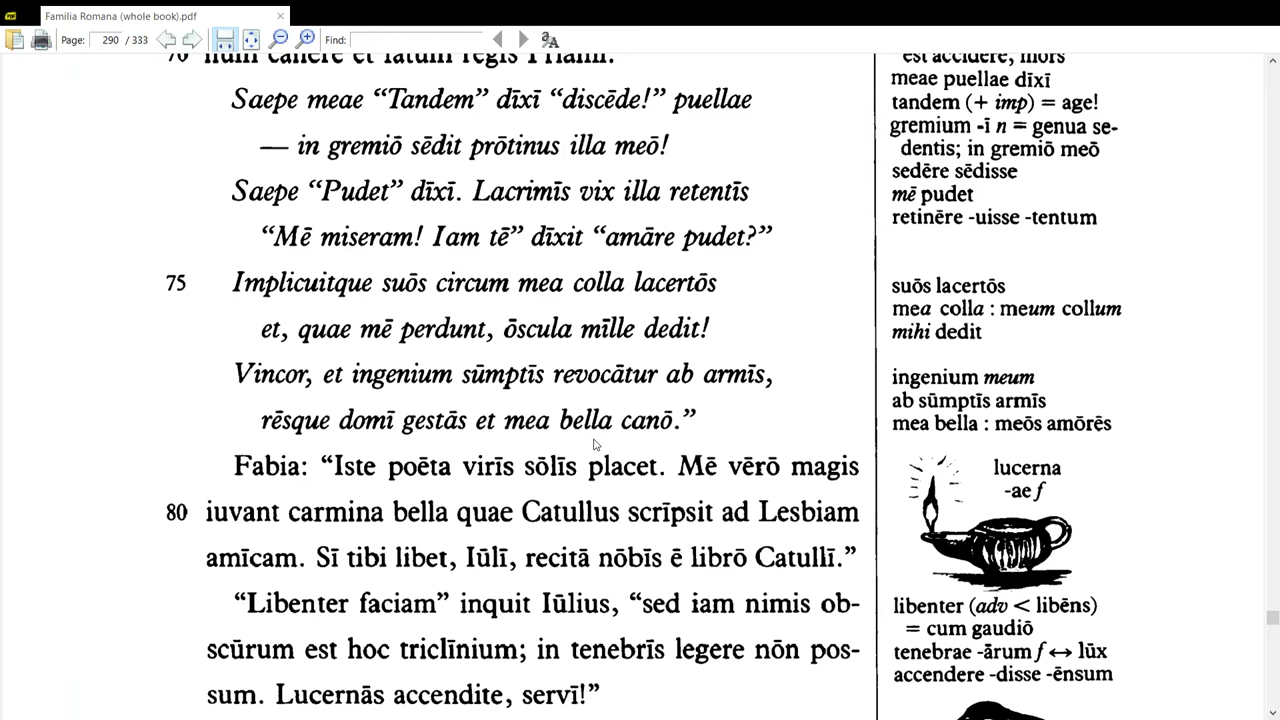 Familia Romana (whole book).pdf
Page: 290 / 333 Find:
70 num canere et fatum regis Priami.
Saepe meae “Tandem” dīxī “discēde!” puellae
— in gremiō sēdit prōtinus illa meō!
Saepe “Pudet” dīxī. Lacrimīs vix illa retentīs
“Mē miseram! Iam tē” dīxit “amāre pudet?”
75 Implicuitque suōs circum mea colla lacertōs
et, quae mē perdunt, ōscula mīlle dedit!
Vincor, et ingenium sūmptīs revocātur ab armīs,
rēsque domī gestās et mea bella canō.”
Fabia: “Iste poēta virīs sōlīs placet. Mē vērō magis
80 iuvant carmina bella quae Catullus scrīpsit ad Lesbiam
amīcam. Sī tibi libet, Iūlī, recitā nōbīs ē librō Catullī.”
“Libenter faciam” inquit Iūlius, “sed iam nimis ob-
scūrum est hoc triclīnium; in tenebrīs legere nōn pos-
sum. Lucernās accendite, servī!”
est accidere, mors
meae puellae dīxī
tandem (+ imp) = age!
gremium -ī n = genua se-
dentis; in gremiō meō
sedēre sēdisse
mē pudet
retinēre -uisse -tentum
suōs lacertōs
mea colla : meum collum
mihi dedit
ingenium meum
ab sūmptīs armīs
mea bella : meōs amōrēs
lucerna
-ae f
libenter (adv < libēns)
= cum gaudiō
tenebrae -ārum f ↔ lūx
accendere -disse -ēnsum